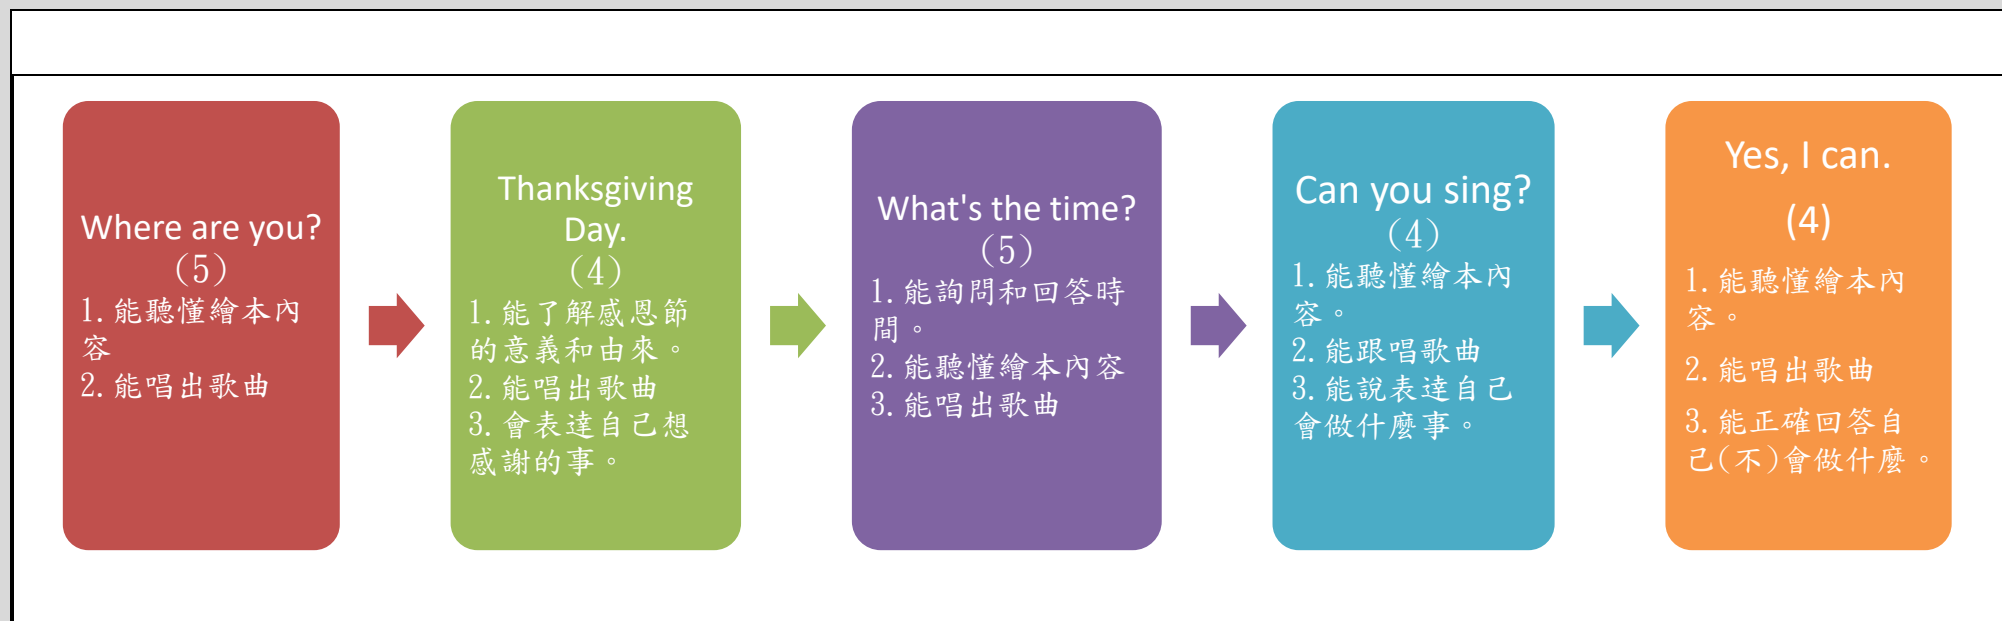 Where are you?
（5）
1.能聽懂繪本內
容
2.能唱出歌曲
Thanksgiving
Day.
（4）
1.能了解感恩節
的意義和由來。
2.能唱出歌曲
3.會表達自己想
感謝的事。
What's the time?
（5）
1.能詢問和回答時
間。
2.能聽懂繪本內容
3.能唱出歌曲
Can you sing?
（4）
1.能聽懂繪本內
容。
2.能跟唱歌曲
3.能說表達自己
會做什麼事。
Yes, I can.
(4)
1.能聽懂繪本內
容。
2.能唱出歌曲
3.能正確回答自
己(不)會做什麼。